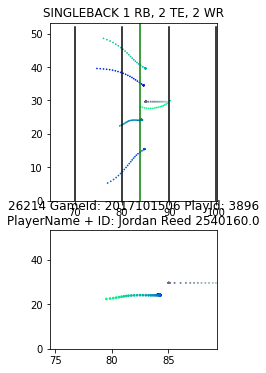 SINGLEBACK 1 RB, 2 TE, 2 WR
50
40
30
20
10
0
70 80 90 100
26214 GameId: 2017101506 PlayId: 3896
PlayerName + ID: Jordan Reed 2540160.0
40
20
0
75 80 85